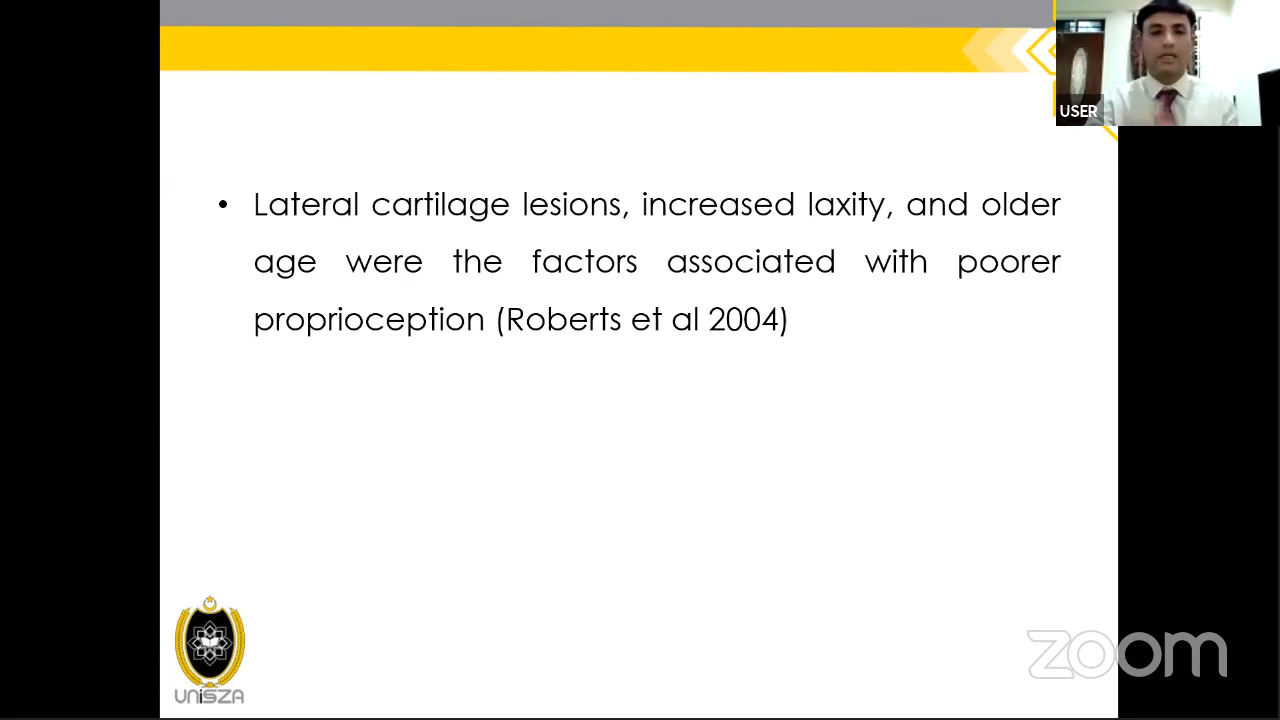 USER
• Lateral cartilage lesions, increased laxity, and older
age were the factors associated with poorer
proprioception (Roberts et al 2004)
UNiSZA
zoom